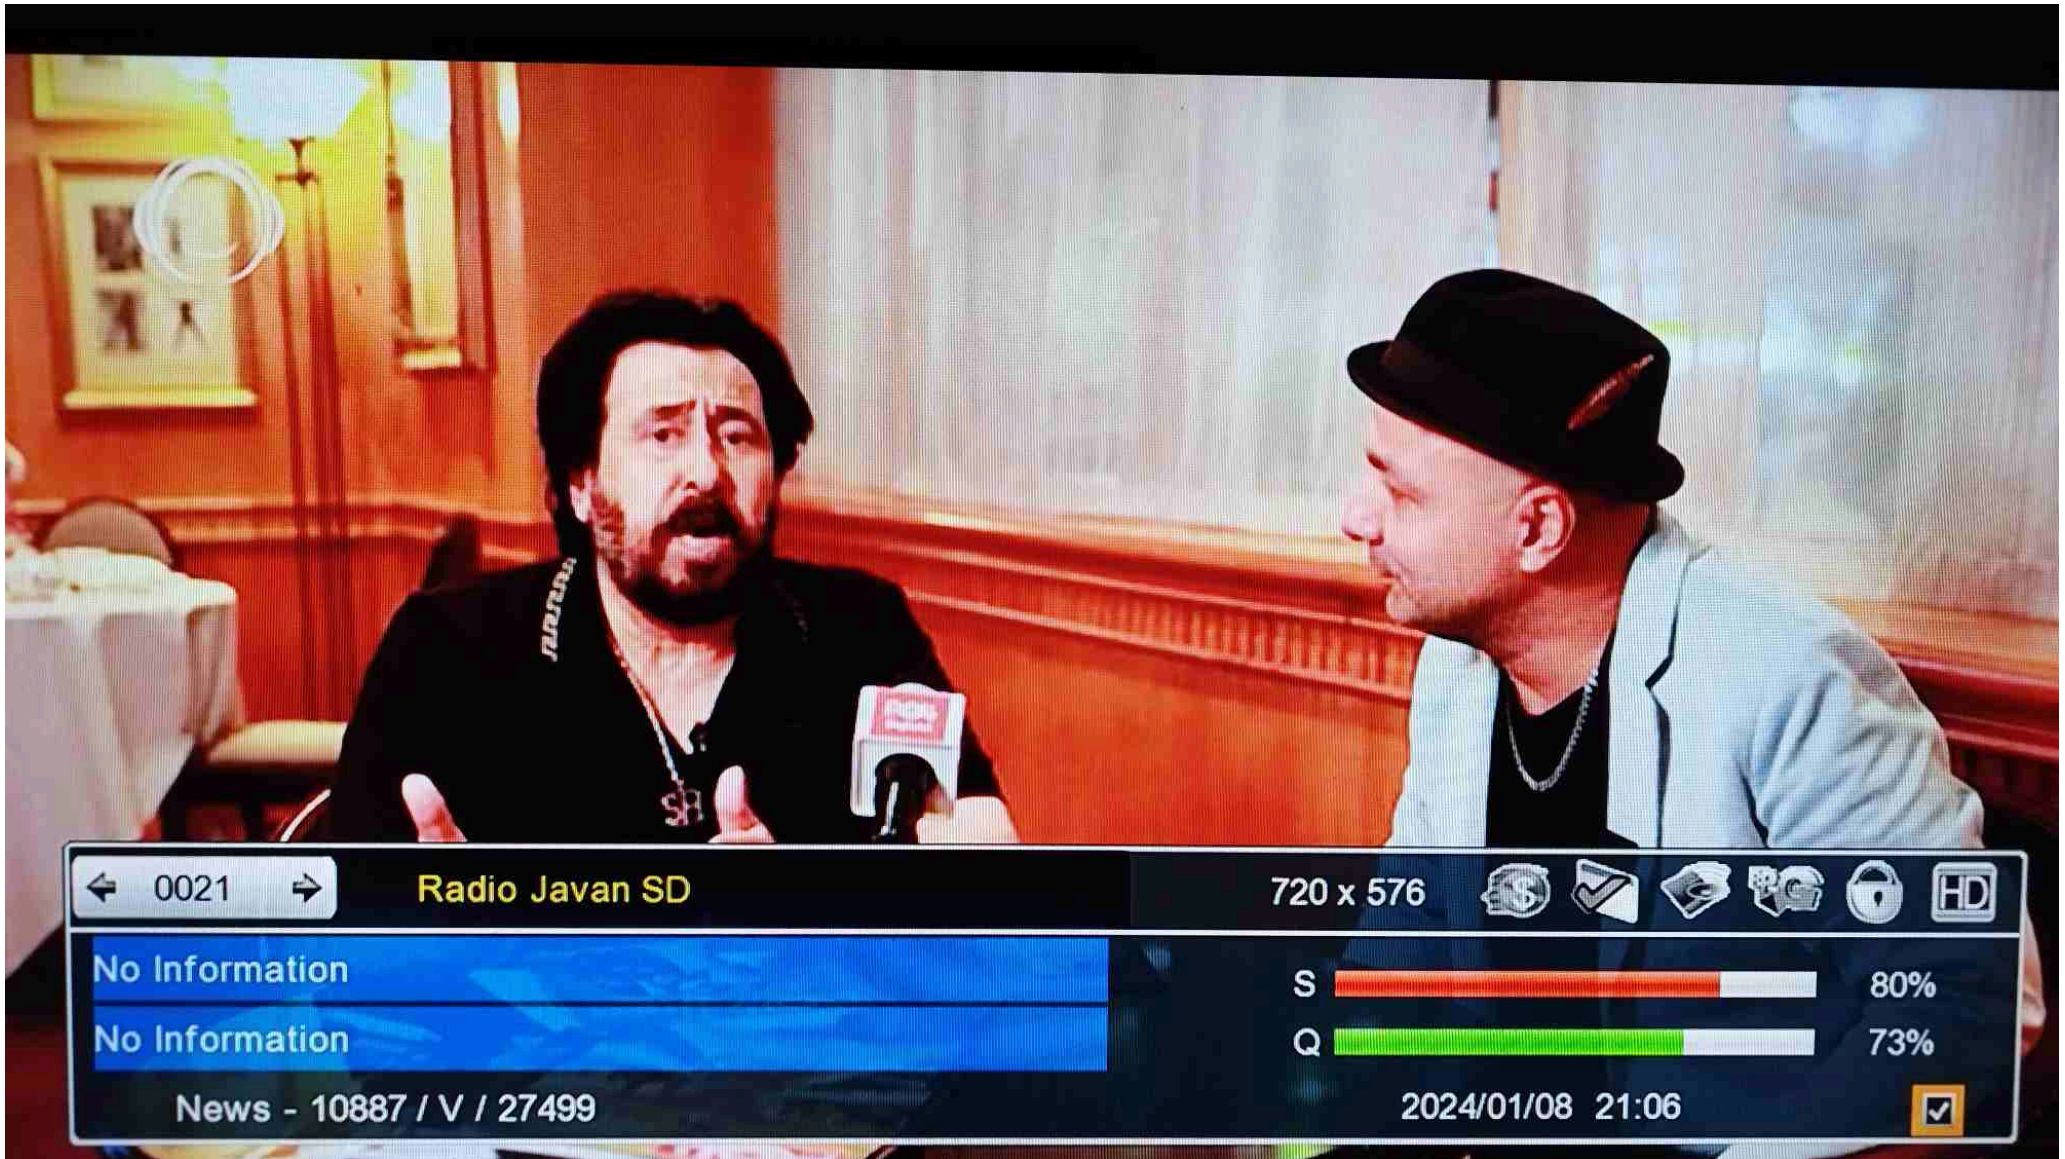 SH
0021
Radio Javan SD
720 x 576
HD
No Information
S 80%
No Information
Q 73%
News - 10887 / V / 27499
2024/01/08 21:06